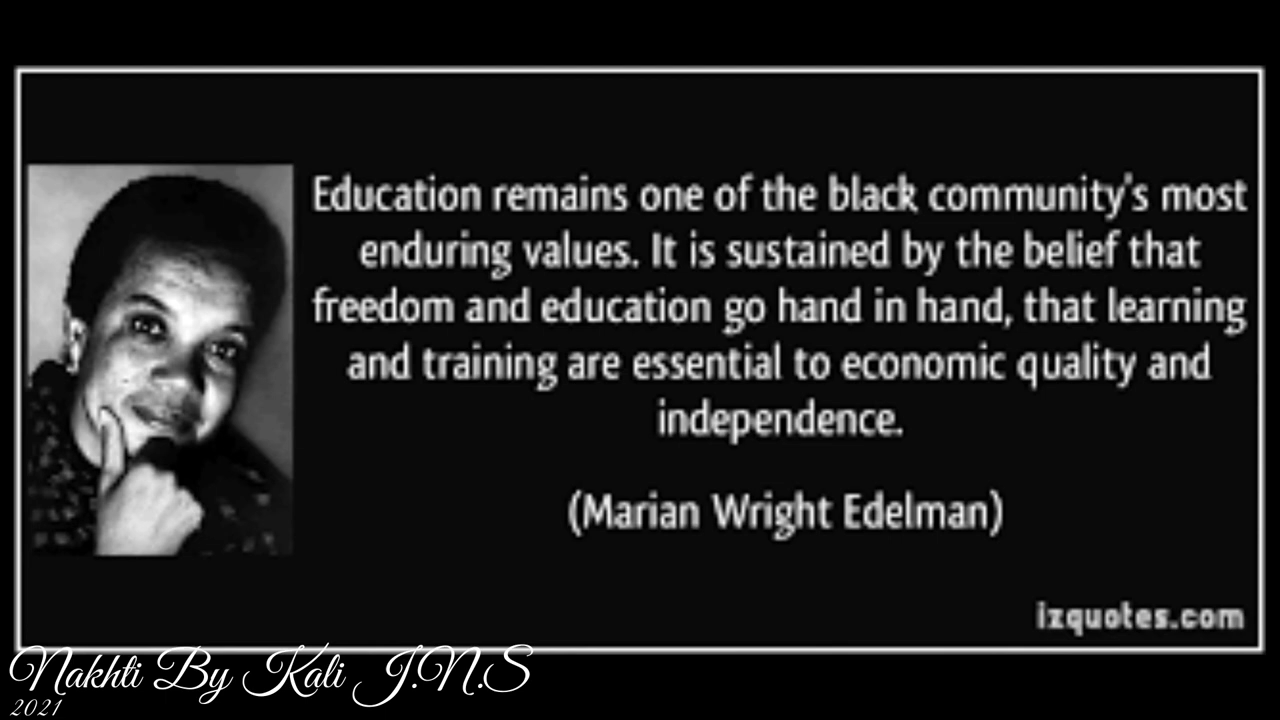 Education remains one of the black community's most
enduring values. It is sustained by the belief that
freedom and education go hand in hand, that learning
and training are essential to economic quality and
independence.
(Marian Wright Edelman)
izquotes.com
Nakhti By Kali J.N.S
2021